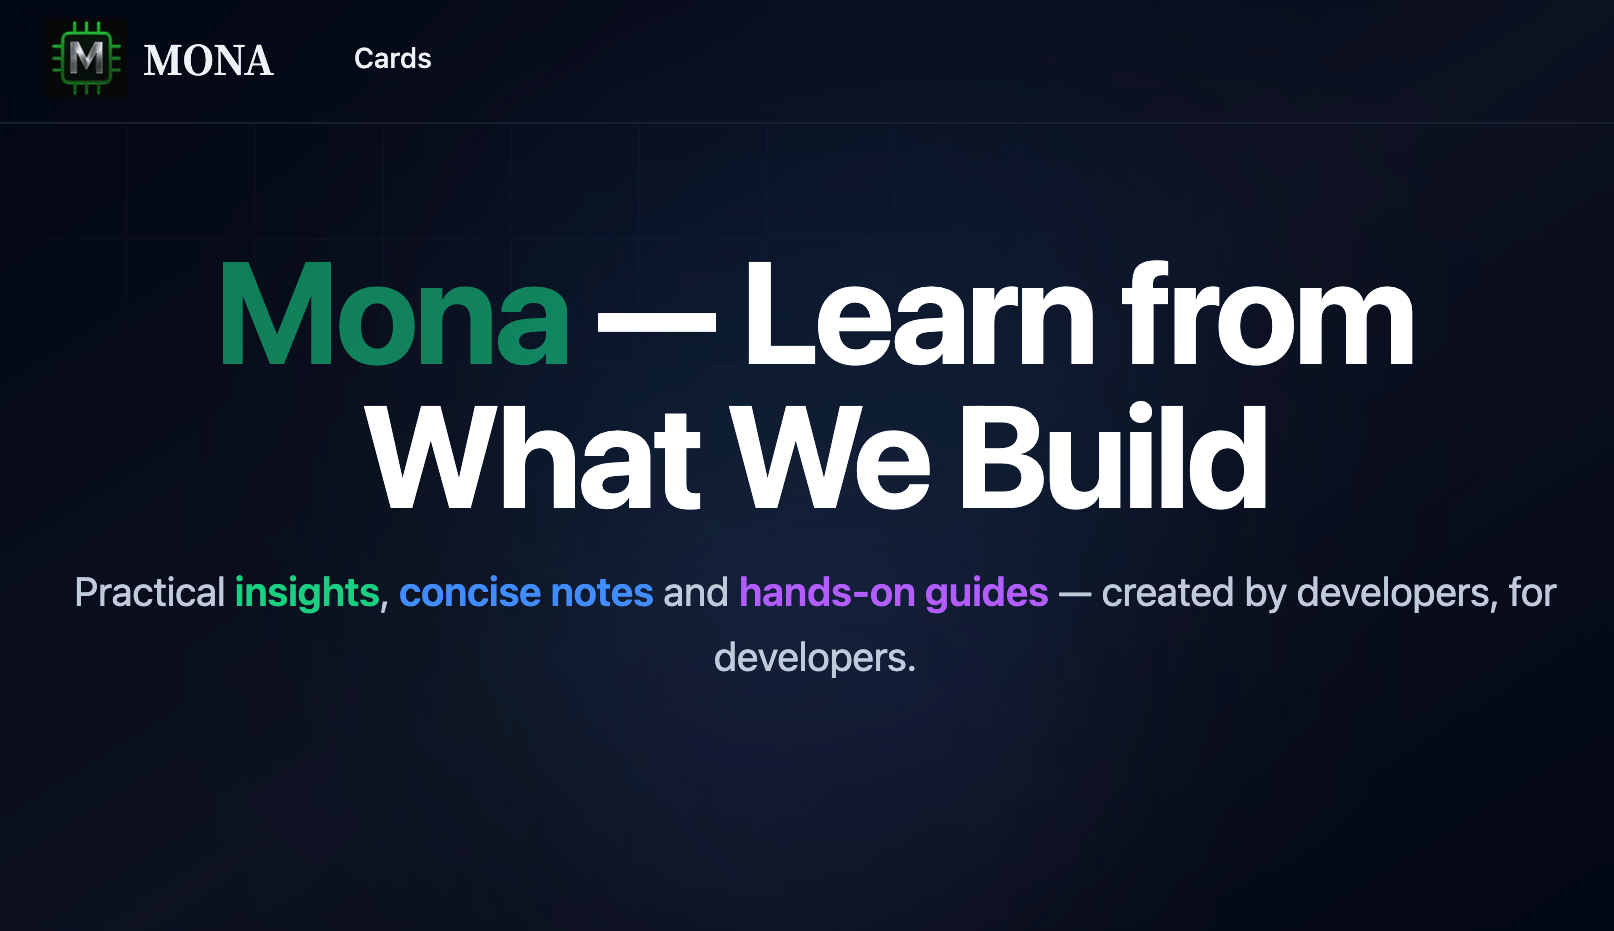 M
MONA
Cards
Mona — Learn from
What We Build
Practical insights, concise notes and hands-on guides — created by developers, for
developers.